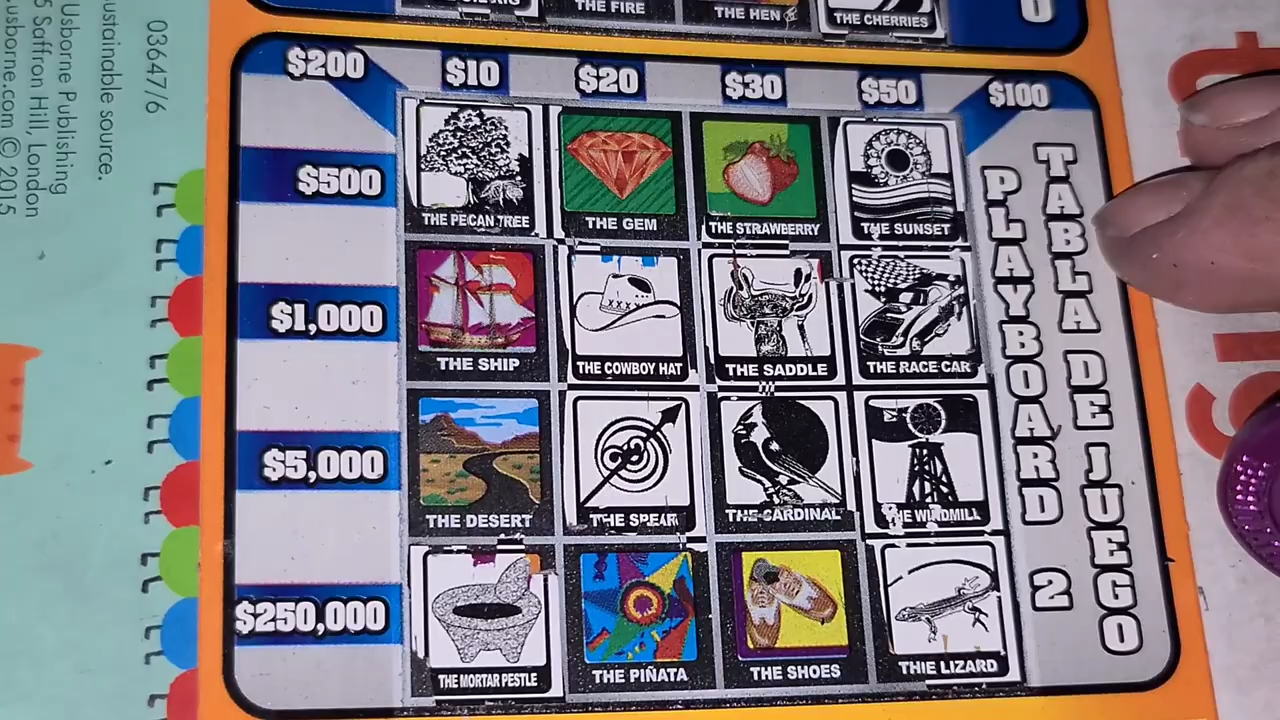 THE FIRE
THE HEN
THE CHERRIES
0
$200
$10
$20
$30
$50
$100
$500
$1,000
$5,000
$250,000
THE PECAN TREE
THE GEM
THE STRAWBERRY
THE SUNSET
THE SHIP
THE COWBOY HAT
THE SADDLE
THE RACE CAR
THE DESERT
THE SPEAR
THE CARDINAL
THE WINDMILL
THE MORTAR PESTLE
THE PIÑATA
THE SHOES
THE LIZARD
TABLA DE JUEGO
PLAYBOARD 2
03647/6
ustainable source.
Usborne Publishing
5 Saffron Hill, London
.usborne.com © 2015